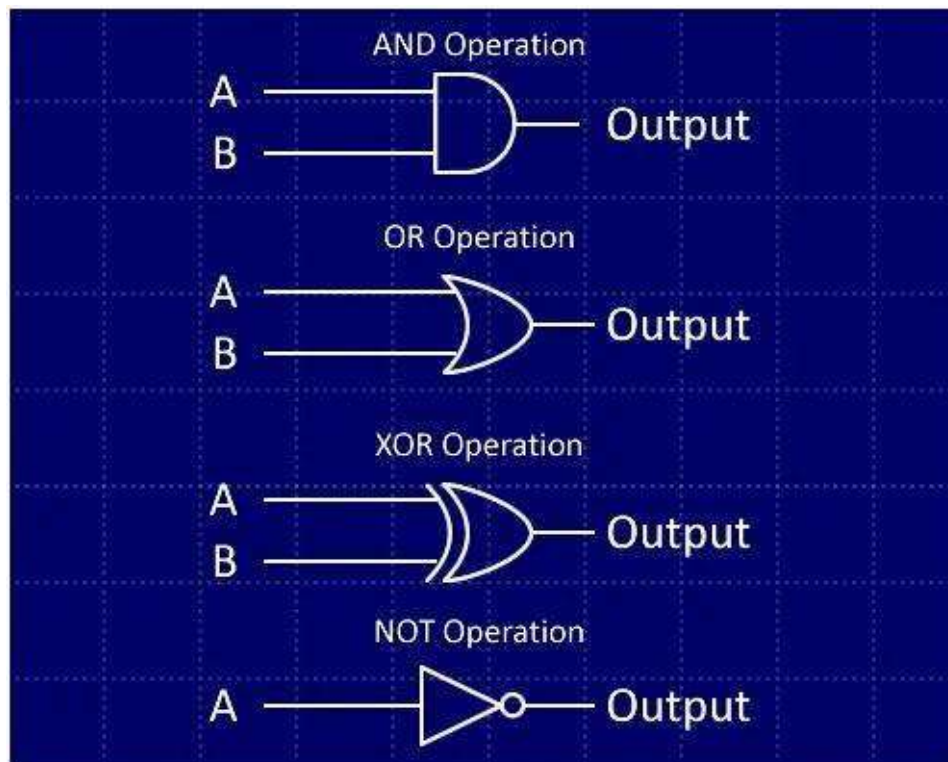 AND Operation
A
B
Output
OR Operation
A
B
Output
XOR Operation
A
B
Output
NOT Operation
A
Output